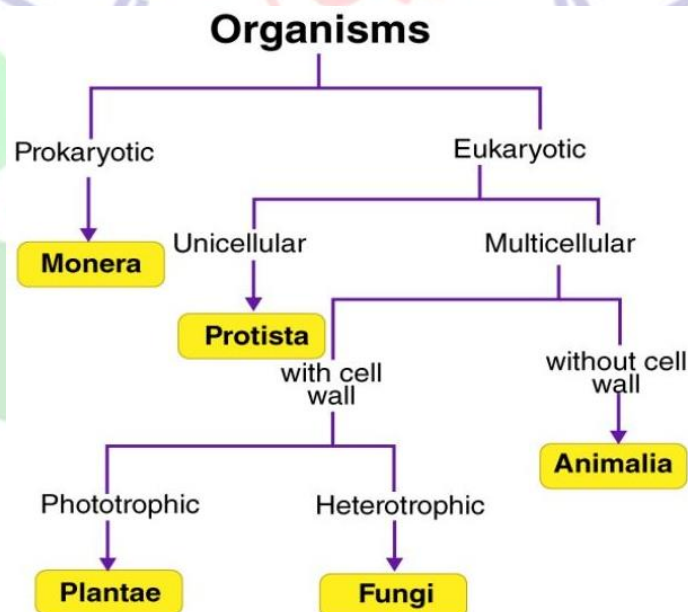 Organisms
Prokaryotic
Eukaryotic
Monera
Unicellular
Multicellular
Protista
with cell
wall
without cell
wall
Animalia
Phototrophic
Heterotrophic
Plantae
Fungi